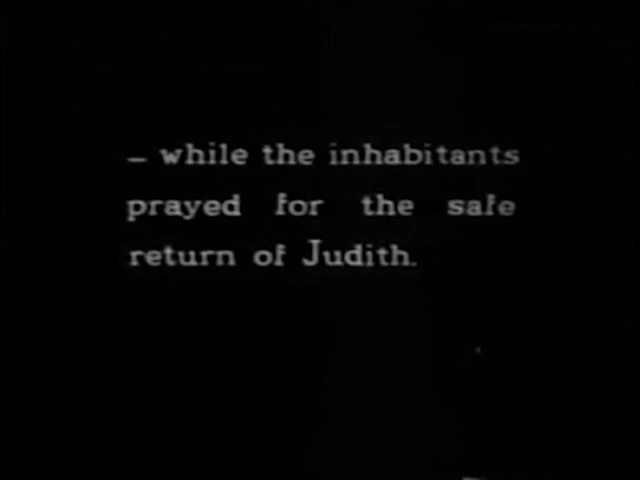 – while the inhabitants
prayed for the safe
return of Judith.